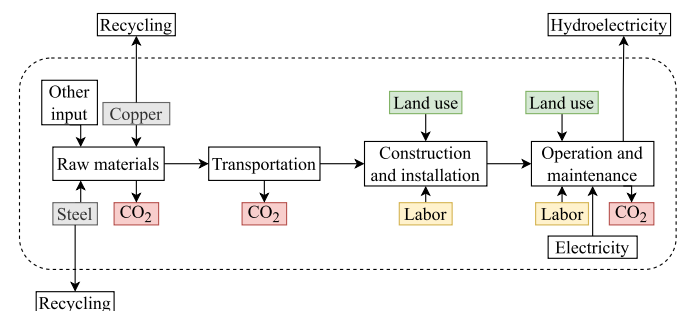 Recycling
Hydroelectricity
Other
input
Copper
Land use
Land use
Raw materials
Transportation
Construction
and installation
Operation and
maintenance
Steel
CO2
CO2
Labor
Labor
CO2
Electricity
Recycling